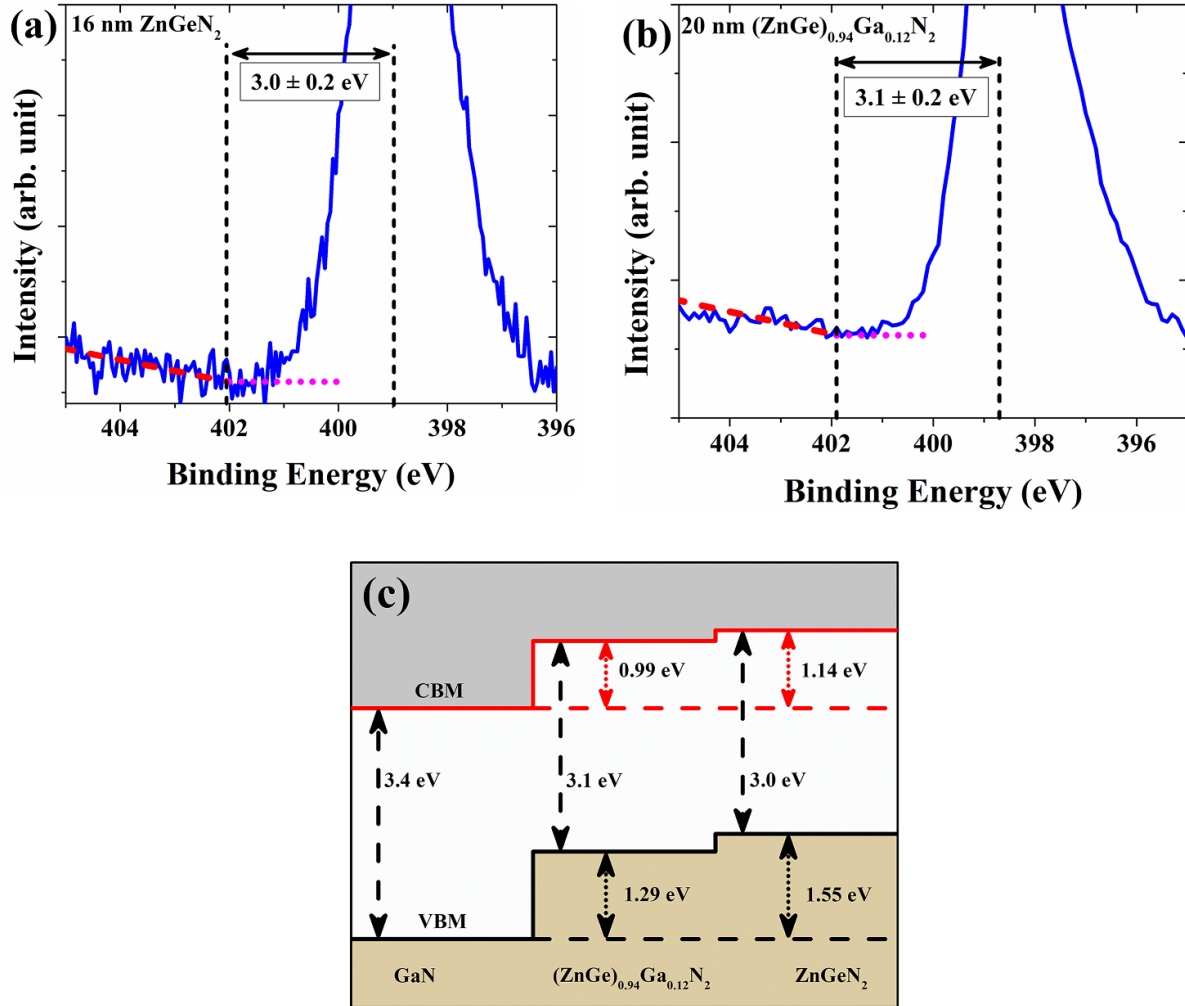 (a)
16 nm ZnGeN₂
3.0 ± 0.2 eV
Intensity (arb. unit)
404 402 400 398 396
Binding Energy (eV)
(b)
20 nm (ZnGe)₀.₉₄Ga₀.₁₂N₂
3.1 ± 0.2 eV
Intensity (arb. unit)
404 402 400 398 396
Binding Energy (eV)
(c)
0.99 eV
1.14 eV
CBM
3.4 eV
3.1 eV
3.0 eV
1.29 eV
1.55 eV
VBM
GaN
(ZnGe)₀.₉₄Ga₀.₁₂N₂
ZnGeN₂